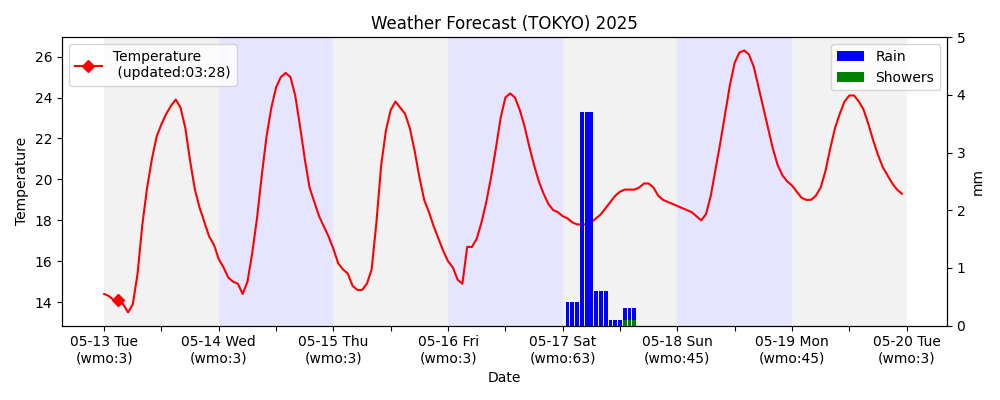 Weather Forecast (TOKYO) 2025
Temperature
(updated:03:28)
Rain
Showers
26
24
22
20
18
16
14
Temperature
5
4
3
2
1
0
mm
05-13 Tue
(wmo:3)
05-14 Wed
(wmo:3)
05-15 Thu
(wmo:3)
05-16 Fri
(wmo:3)
05-17 Sat
(wmo:63)
05-18 Sun
(wmo:45)
05-19 Mon
(wmo:45)
05-20 Tue
(wmo:3)
Date